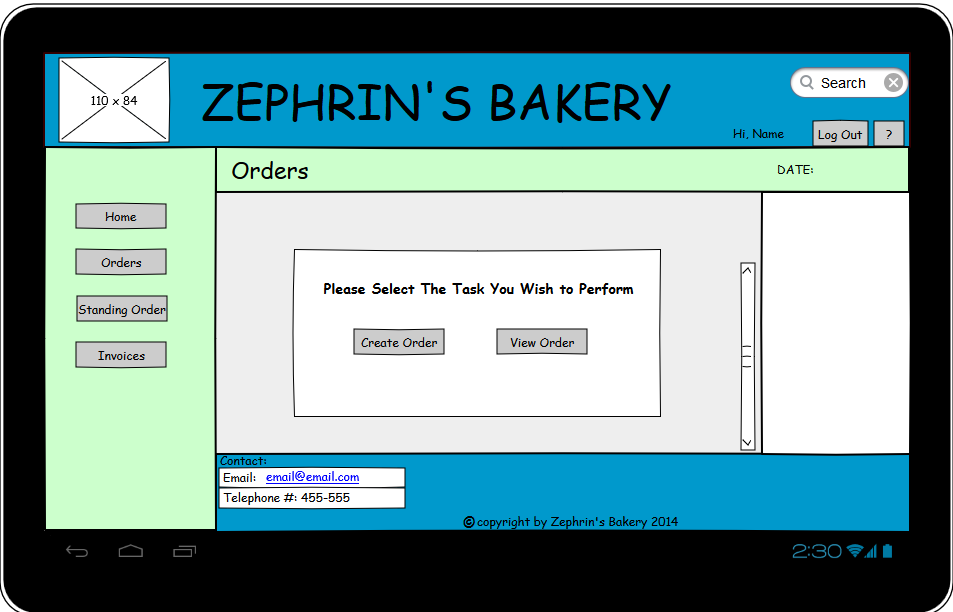 110 x 84
ZEPHRIN'S BAKERY
Search
Hi, Name
Log Out
?
Orders
DATE:
Home
Orders
Standing Order
Invoices
Please Select The Task You Wish to Perform
Create Order
View Order
Contact:
Email: email@email.com
Telephone #: 455-555
© copyright by Zephrin's Bakery 2014
2:30